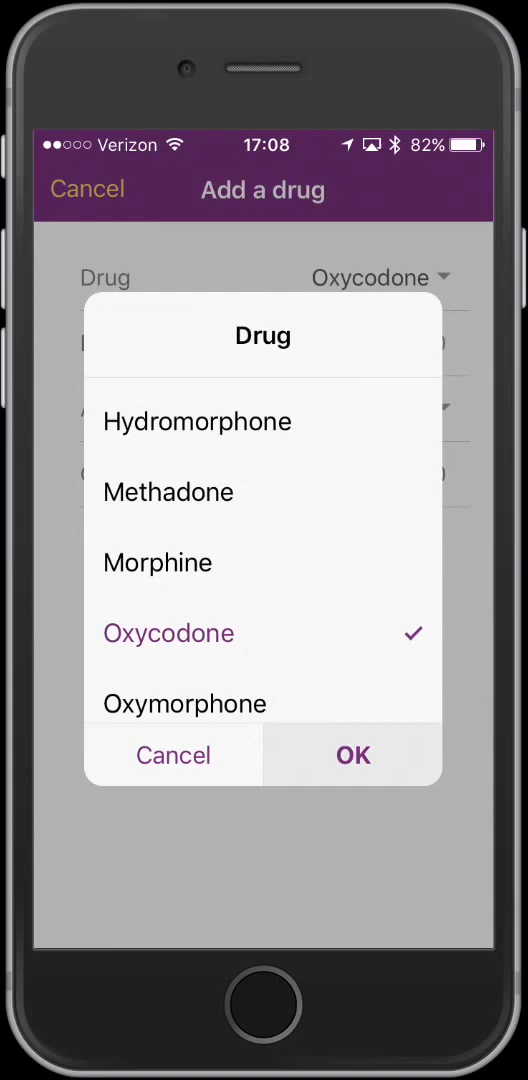 Verizon 17:08 82%
Cancel Add a drug
Drug Oxycodone
Drug
Hydromorphone
Methadone
Morphine
Oxycodone
Oxymorphone
Cancel OK